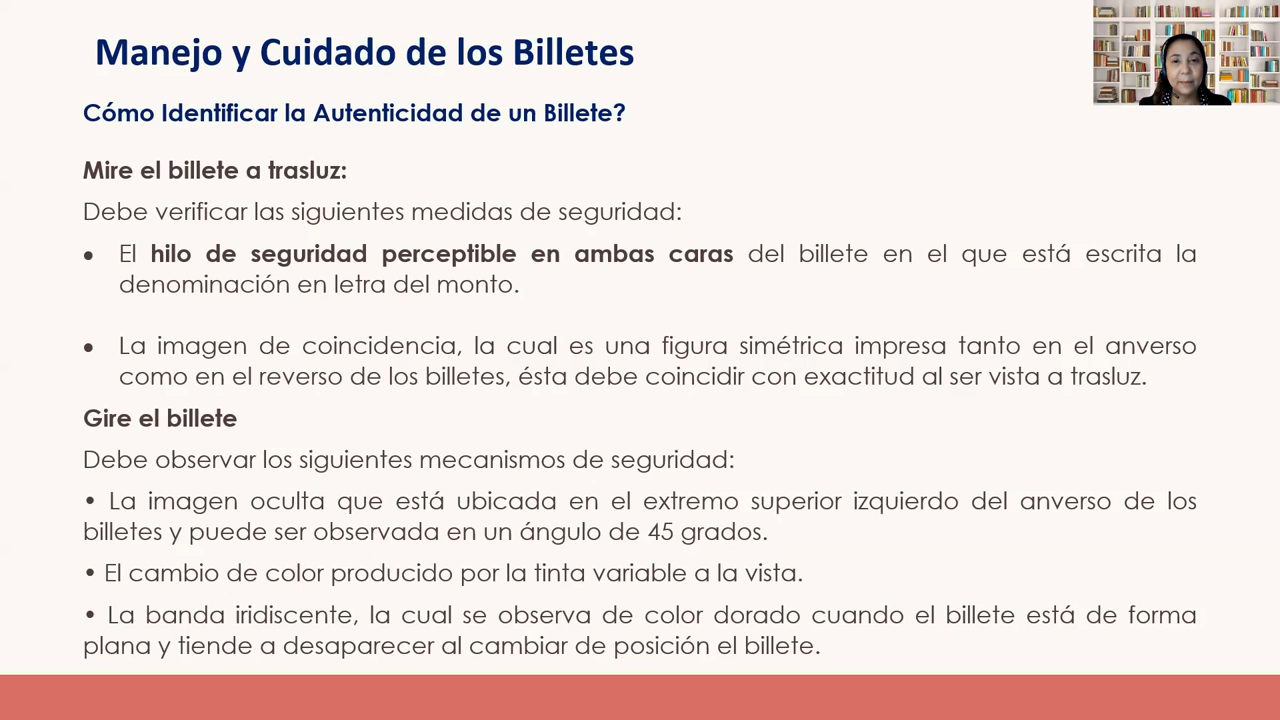 Manejo y Cuidado de los Billetes
Cómo Identificar la Autenticidad de un Billete?
Mire el billete a trasluz:
Debe verificar las siguientes medidas de seguridad:
• El hilo de seguridad perceptible en ambas caras del billete en el que está escrita la
denominación en letra del monto.
• La imagen de coincidencia, la cual es una figura simétrica impresa tanto en el anverso
como en el reverso de los billetes, ésta debe coincidir con exactitud al ser vista a trasluz.
Gire el billete
Debe observar los siguientes mecanismos de seguridad:
• La imagen oculta que está ubicada en el extremo superior izquierdo del anverso de los
billetes y puede ser observada en un ángulo de 45 grados.
• El cambio de color producido por la tinta variable a la vista.
• La banda iridiscente, la cual se observa de color dorado cuando el billete está de forma
plana y tiende a desaparecer al cambiar de posición el billete.